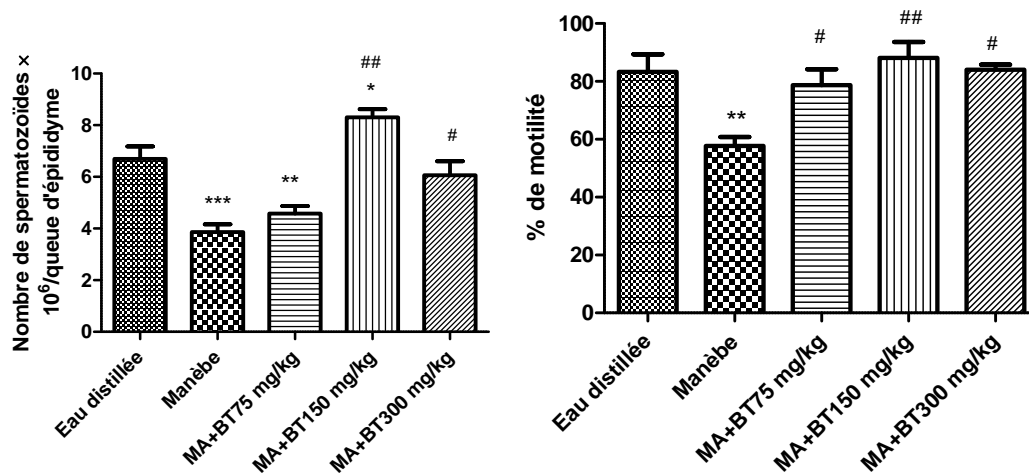 Nombre de spermatozoïdes ×
10⁶/queue d'épididyme
10
8
6
4
2
0
***
**
##
*
#
Eau distillée
Manèbe
MA+BT75 mg/kg
MA+BT150 mg/kg
MA+BT300 mg/kg
% de motilité
100
80
60
40
20
0
**
#
##
#
Eau distillée
Manèbe
MA+BT75 mg/kg
MA+BT150 mg/kg
MA+BT300 mg/kg